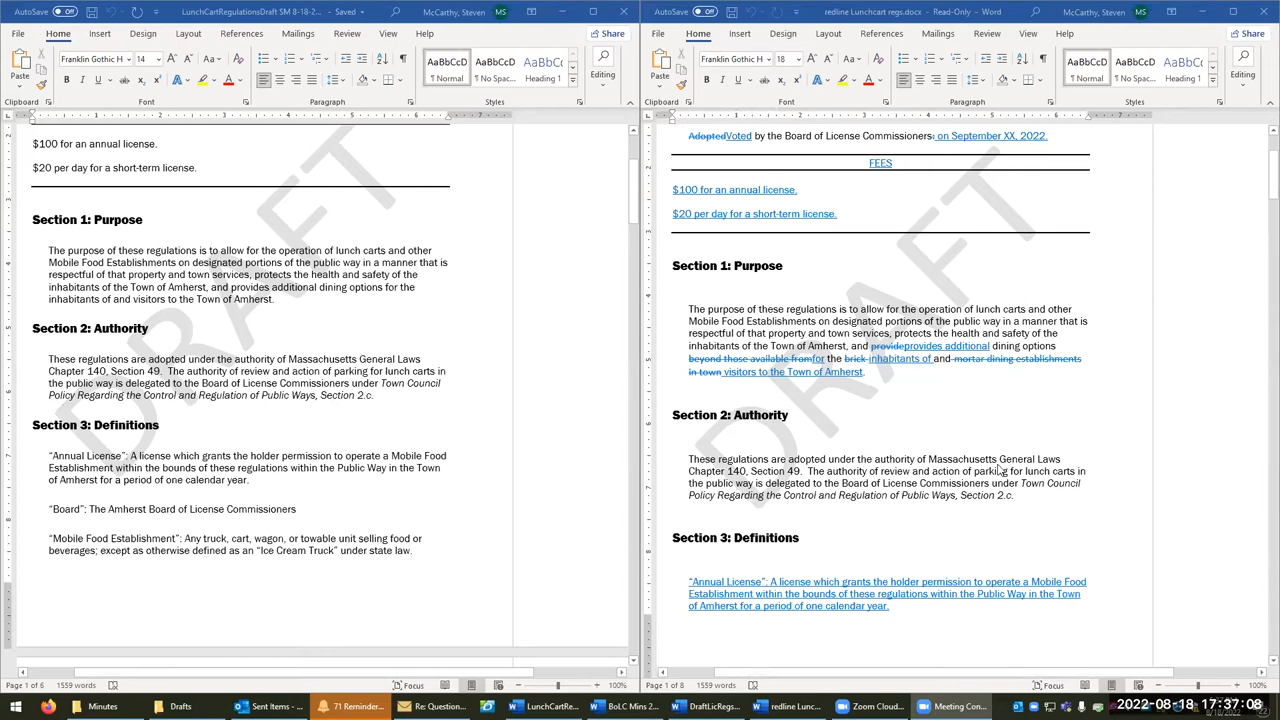 AutoSave Off LunchCartRegulationsDraft SM 8-18-2... - Saved McCarthy, Steven MS
File Home Insert Draw Design Layout References Mailings Review View Help Share
Paste Franklin Gothic H 14 AaBbCcD AaBbCcD AaBbC Editing
Normal No Spac... Heading 1
Clipboard Font Paragraph Styles Editing
$100 for an annual license.
$20 per day for a short-term license.
Section 1: Purpose
The purpose of these regulations is to allow for the operation of lunch carts and other
Mobile Food Establishments on designated portions of the public way in a manner that is
respectful of that property and town services, protects the health and safety of the
inhabitants of the Town of Amherst, and provides additional dining options for the
inhabitants of and visitors to the Town of Amherst.
Section 2: Authority
These regulations are adopted under the authority of Massachusetts General Laws
Chapter 140, Section 49. The authority of review and action of parking for lunch carts in
the public way is delegated to the Board of License Commissioners under Town Council
Policy Regarding the Control and Regulation of Public Ways, Section 2.c.
Section 3: Definitions
“Annual License”: A license which grants the holder permission to operate a Mobile Food
Establishment within the bounds of these regulations within the Public Way in the Town
of Amherst for a period of one calendar year.
“Board”: The Amherst Board of License Commissioners
“Mobile Food Establishment”: Any truck, cart, wagon, or towable unit selling food or
beverages; except as otherwise defined as an “Ice Cream Truck” under state law.
DRAFT
Page 1 of 6 1559 words Focus 100%
AutoSave Off redline Lunchcart regs.docx - Read-Only - Word McCarthy, Steven MS
File Home Insert Draw Design Layout References Mailings Review View Help Share
Paste Franklin Gothic H 18 AaBbCcD AaBbCcD AaBbC Editing
Normal No Spac... Heading 1
Clipboard Font Paragraph Styles
AdoptedVoted by the Board of License Commissioners: on September XX, 2022.
FEES
$100 for an annual license.
$20 per day for a short-term license.
Section 1: Purpose
The purpose of these regulations is to allow for the operation of lunch carts and other
Mobile Food Establishments on designated portions of the public way in a manner that is
respectful of that property and town services, protects the health and safety of the
inhabitants of the Town of Amherst, and provideprovides additional dining options
beyond those available fromfor the brick inhabitants of and mortar dining establishments
in town visitors to the Town of Amherst.
Section 2: Authority
These regulations are adopted under the authority of Massachusetts General Laws
Chapter 140, Section 49. The authority of review and action of parking for lunch carts in
the public way is delegated to the Board of License Commissioners under Town Council
Policy Regarding the Control and Regulation of Public Ways, Section 2.c.
Section 3: Definitions
“Annual License”: A license which grants the holder permission to operate a Mobile Food
Establishment within the bounds of these regulations within the Public Way in the Town
of Amherst for a period of one calendar year.
DRAFT
Page 1 of 8 1559 words Focus 100%
Minutes Drafts Sent Items - ... 71 Reminder... Re: Question... LunchCartRe... BoLC Mins 2... DraftLicReg... redline Lunc... Zoom Cloud... Meeting Con...
2022-08-18 17:37:08